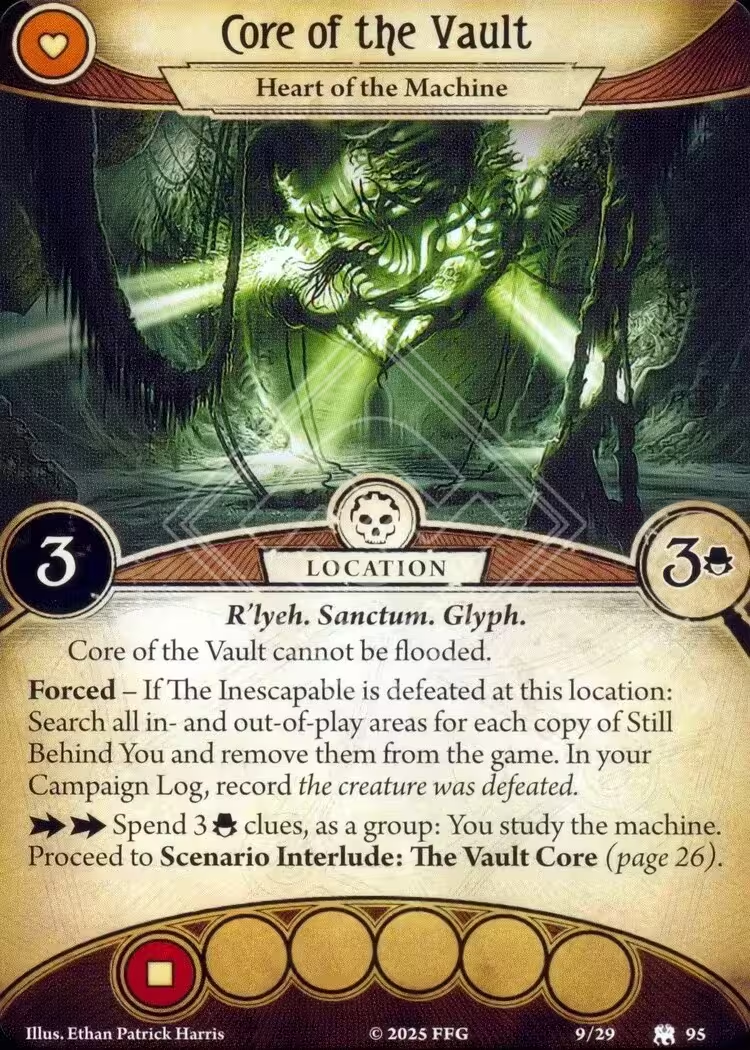 Core of the Vault
Heart of the Machine
3
3
LOCATION
R'lyeh. Sanctum. Glyph.
Core of the Vault cannot be flooded.
Forced – If The Inescapable is defeated at this location:
Search all in- and out-of-play areas for each copy of Still
Behind You and remove them from the game. In your
Campaign Log, record the creature was defeated.
Spend 3 clues, as a group: You study the machine.
Proceed to Scenario Interlude: The Vault Core (page 26).
Illus. Ethan Patrick Harris © 2025 FFG 9/29 95